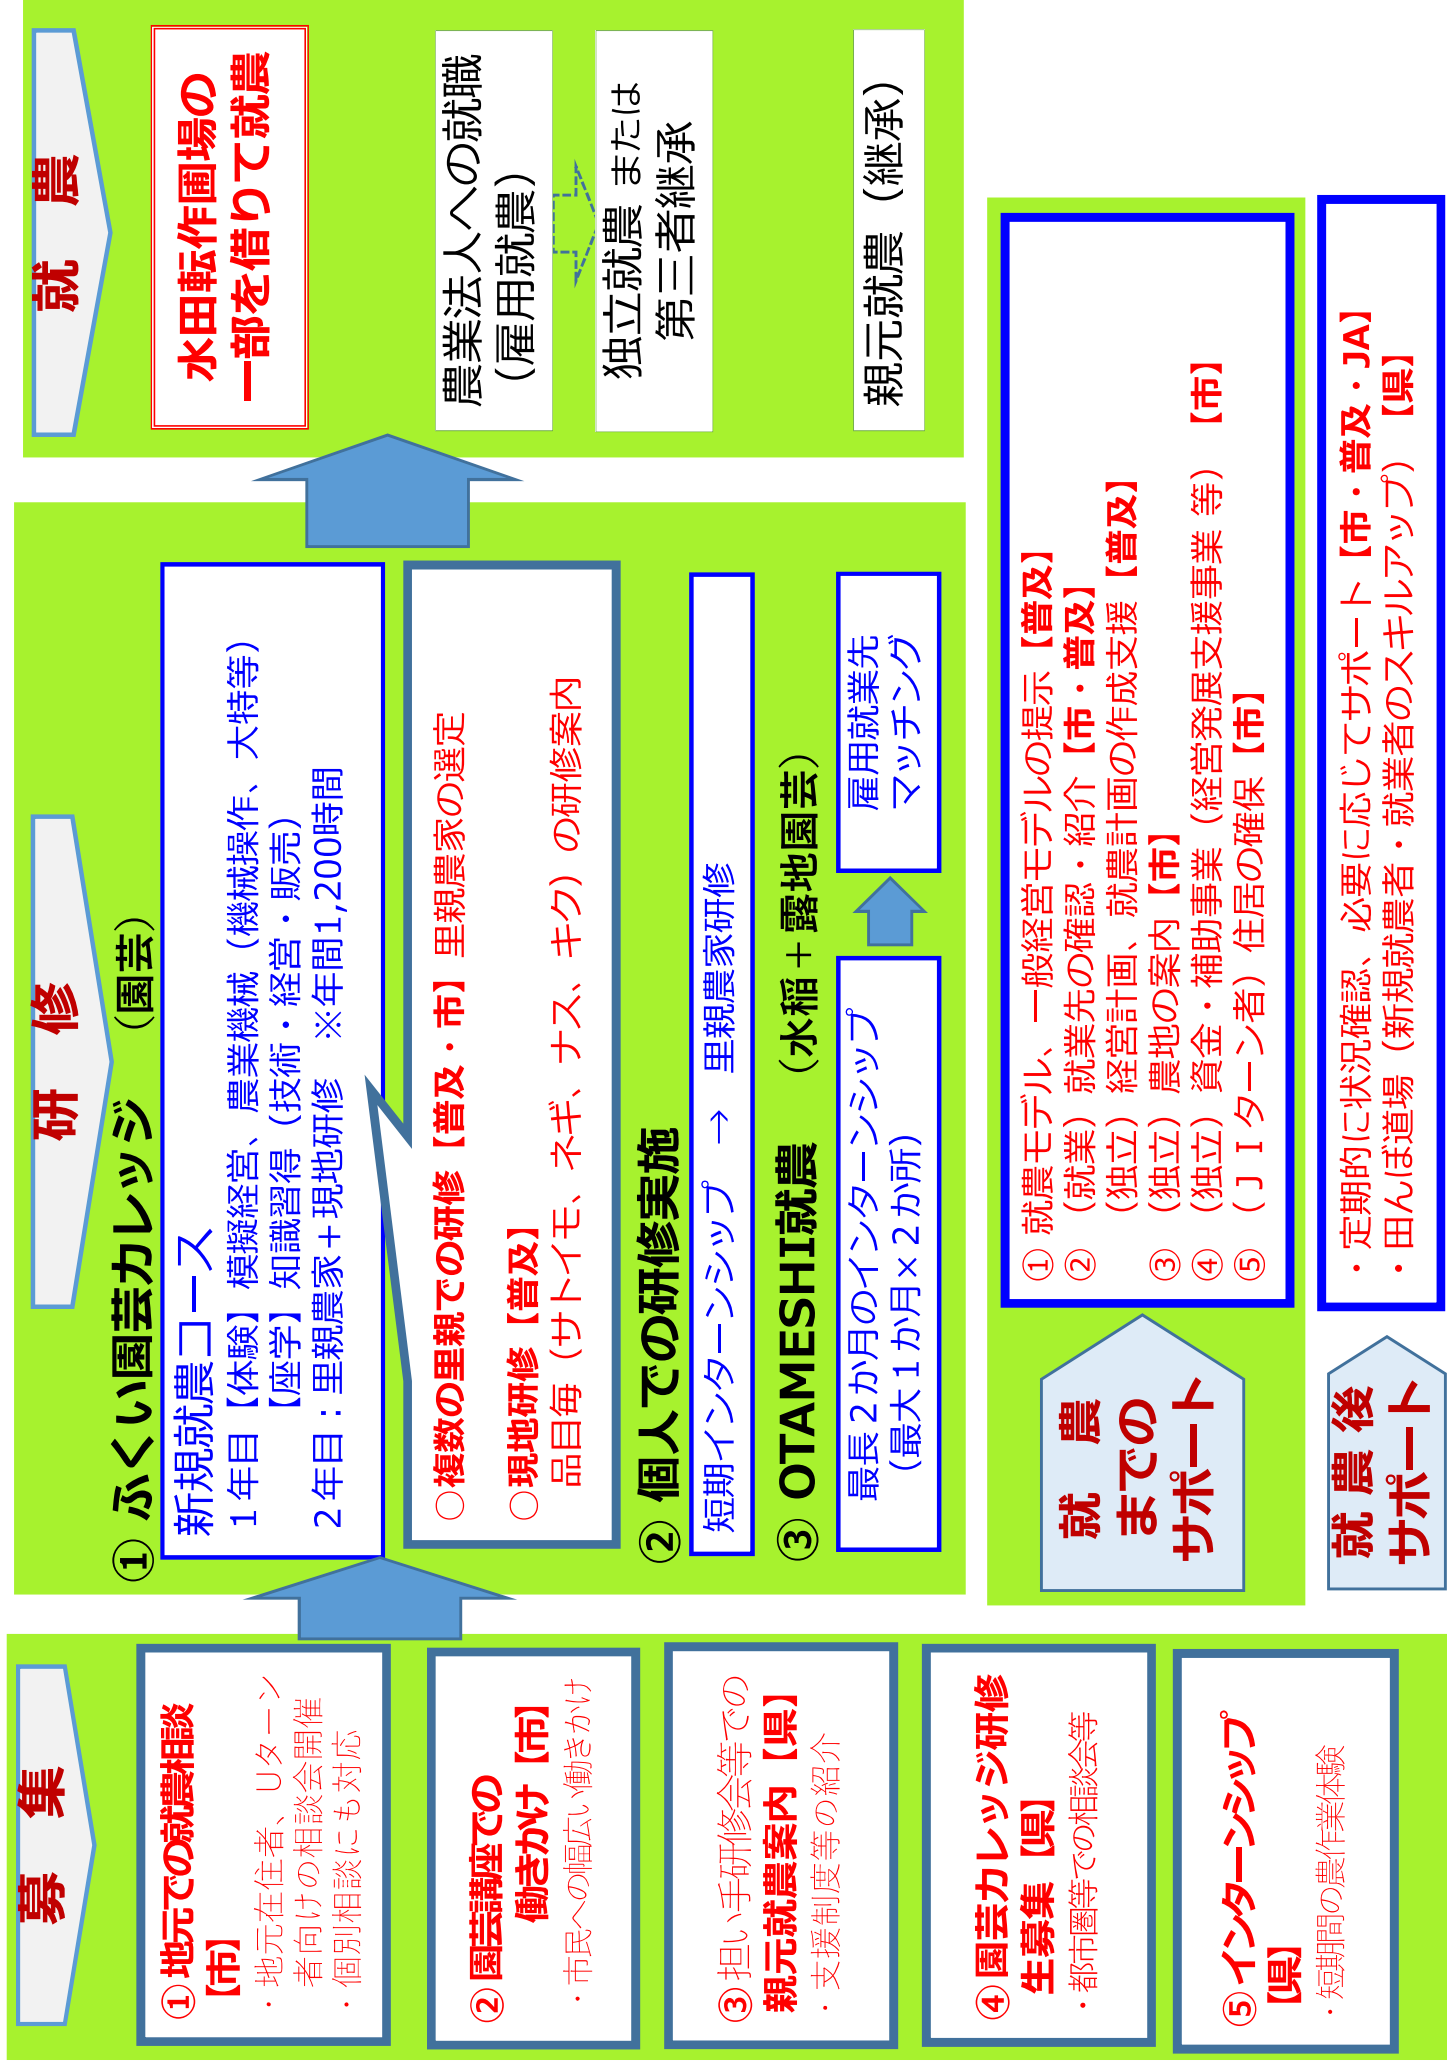 募　集
① 地元での就農相談
【市】
・地元在住者、Uターン
者向けの相談会開催
・個別相談にも対応
② 園芸講座での
働きかけ【市】
・市民への幅広い働きかけ
③ 担い手研修会等での
親元就農案内【県】
・支援制度等の紹介
④ 園芸カレッジ研修
生募集【県】
・都市圏等での相談会等
⑤ インターンシップ
【県】
・短期間の農作業体験
研　修
① ふくい園芸カレッジ　（園芸）
新規就農コース
１年目【体験】模擬経営、農業機械（機械操作、大特等）
【座学】知識習得（技術・経営・販売）
２年目：里親農家＋現地研修　※年間1,200時間
○複数の里親での研修【普及・市】里親農家の選定
○現地研修【普及】
品目毎（サトイモ、ネギ、ナス、キク）の研修案内
② 個人での研修実施
短期インターンシップ　→　里親農家研修
③ OTAMESHI就農　（水稲＋露地園芸）
最長２か月のインターンシップ
（最大１か月×２か所）
雇用就業先
マッチング
就　農
水田転作圃場の
一部を借りて就農
農業法人への就職
（雇用就農）
独立就農 または
第三者継承
親元就農（継承）
就　農
までの
サポート
① 就農モデル、一般経営モデルの提示【普及】
②（就業）就業先の確認・紹介【市・普及】
（独立）経営計画、就農計画の作成支援【普及】
③（独立）農地の案内【市】
④（独立）資金・補助事業（経営発展支援事業 等）【市】
⑤（ＪＩターン者）住居の確保【市】
就 農 後
サポート
・定期的に状況確認、必要に応じてサポート【市・普及・JA】
・田んぼ道場（新規就農者・就業者のスキルアップ）【県】